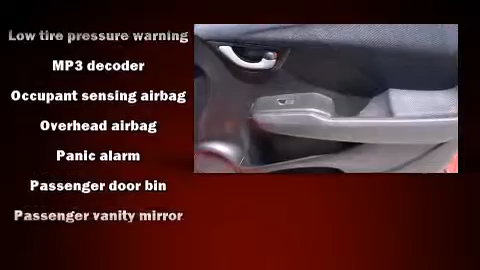 Low tire pressure warning
MP3 decoder
Occupant sensing airbag
Overhead airbag
Panic alarm
Passenger door bin
Passenger vanity mirror